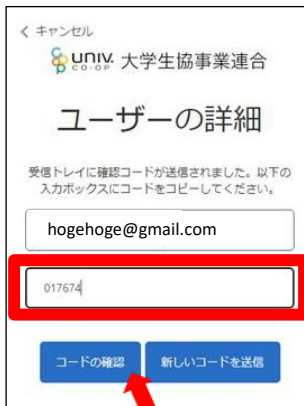 キャンセル
univ. CO-OP 大学生協事業連合
ユーザーの詳細
受信トレイに確認コードが送信されました。以下の
入力ボックスにコードをコピーしてください。
hogehoge@gmail.com
017674
コードの確認 新しいコードを送信